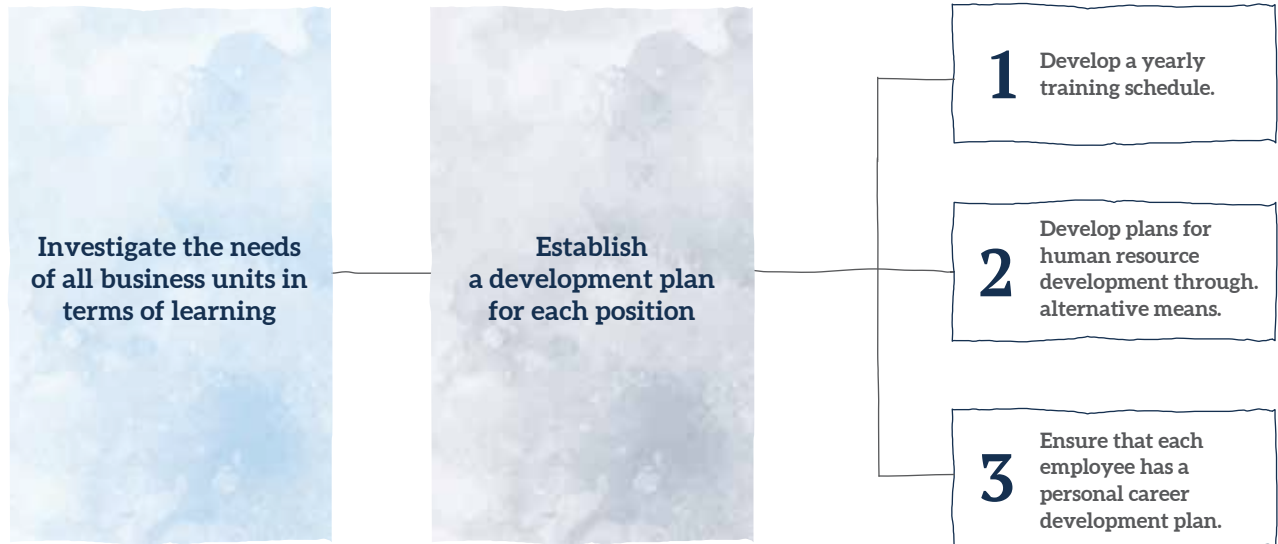 Investigate the needs
of all business units in
terms of learning
Establish
a development plan
for each position
1
Develop a yearly
training schedule.
2
Develop plans for
human resource
development through.
alternative means.
3
Ensure that each
employee has a
personal career
development plan.